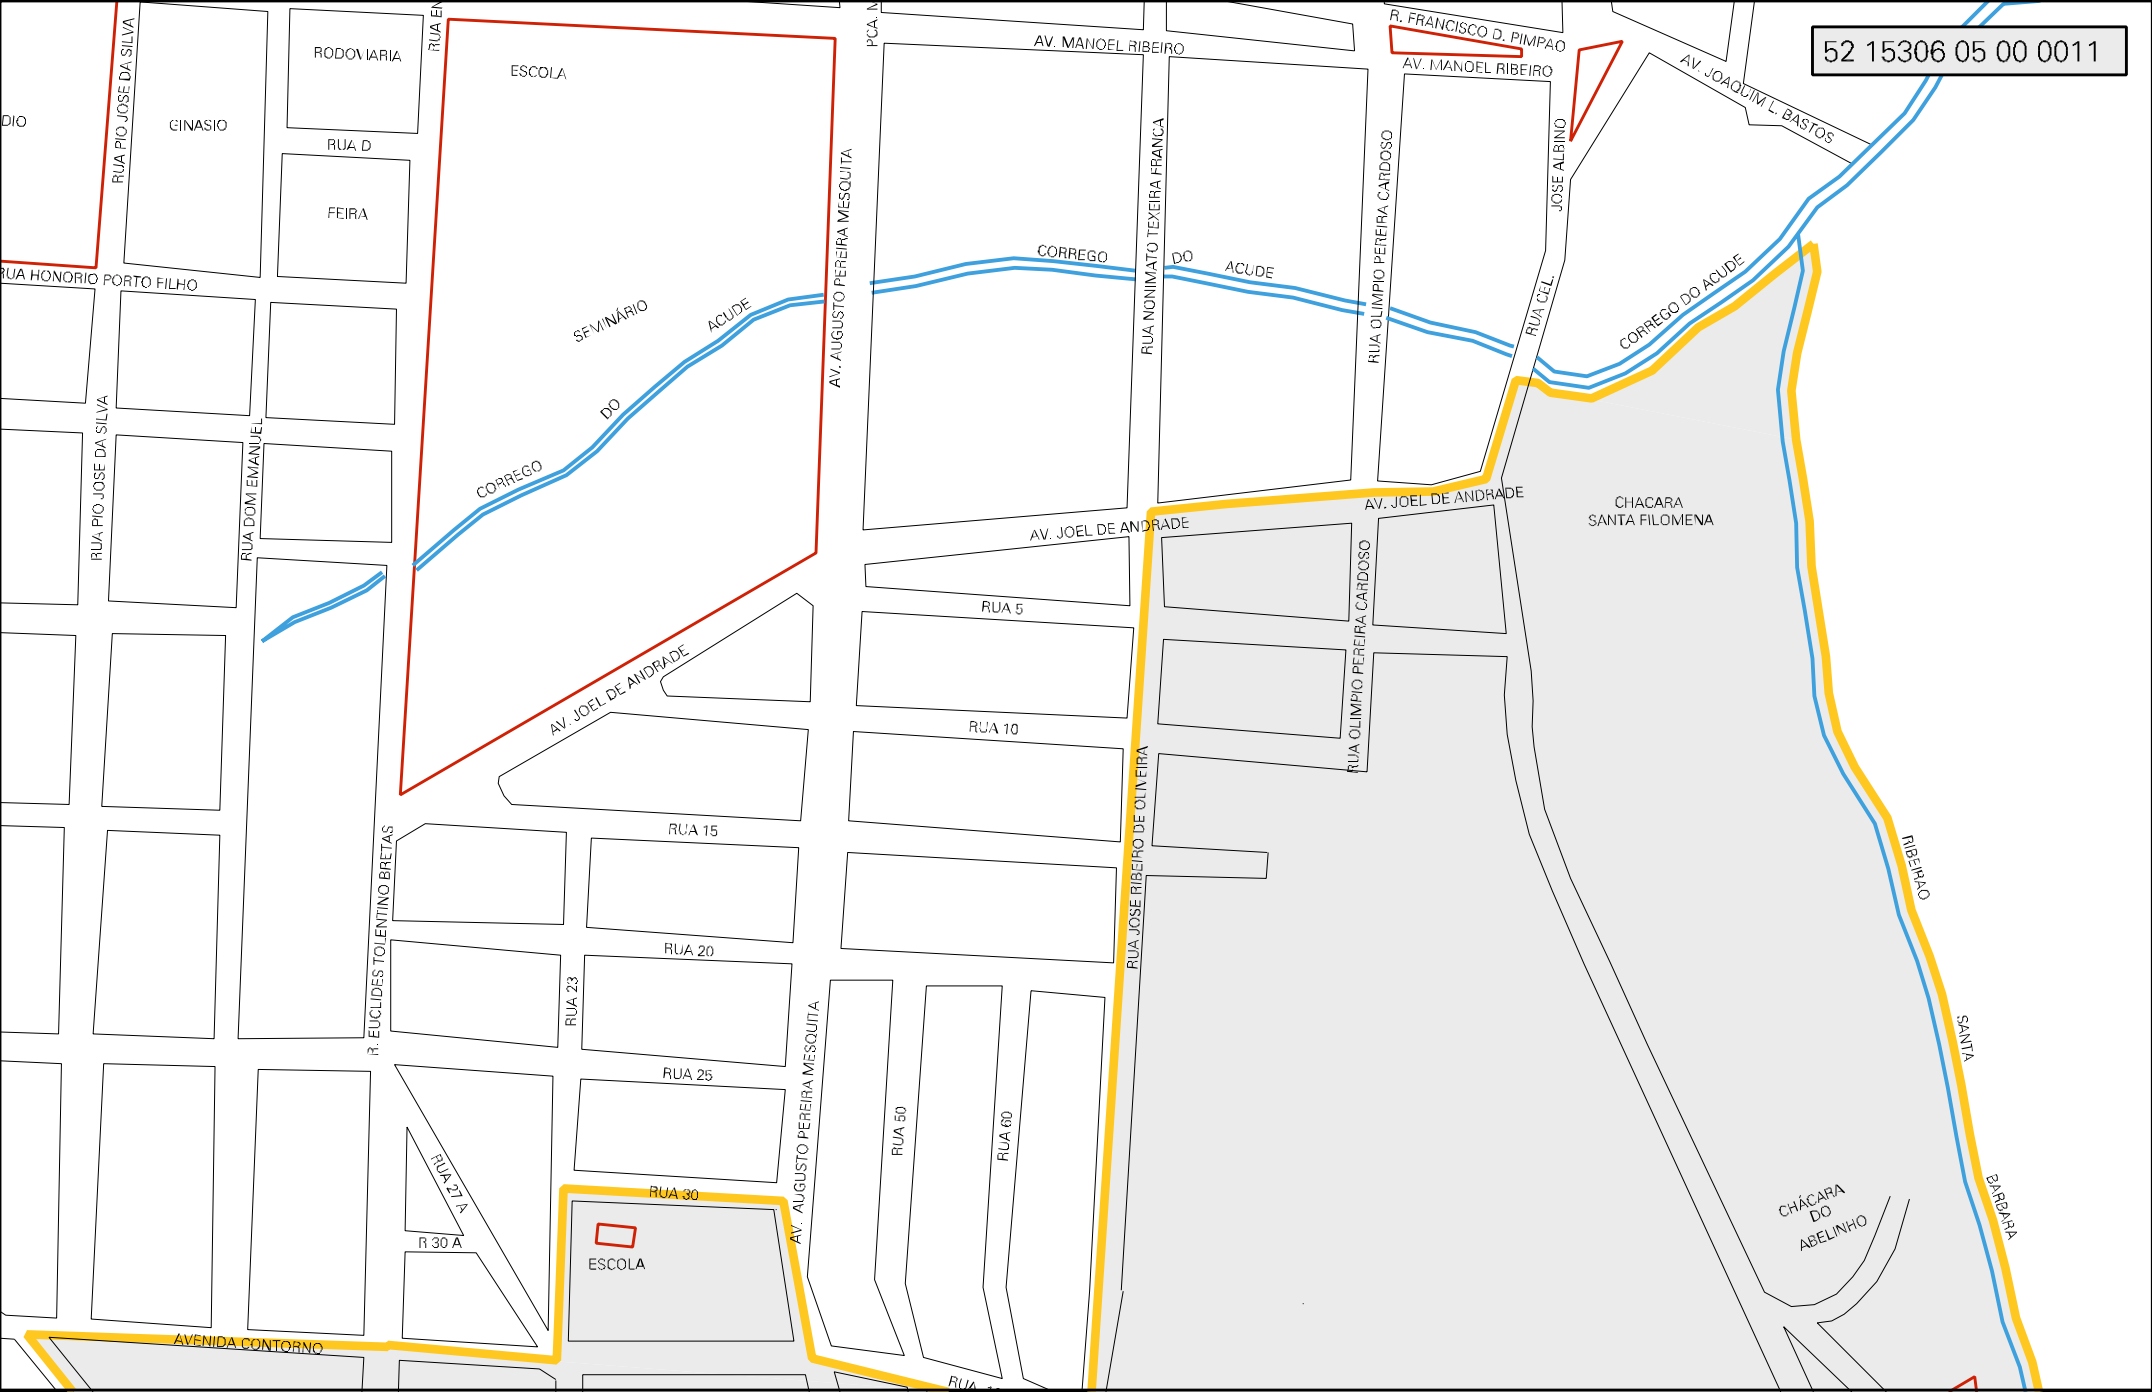 52 15306 05 00 0011
R. FRANCISCO D. PIMPAO
AV. MANOEL RIBEIRO
AV. MANOEL RIBEIRO
AV. JOAQUIM L. BASTOS
RODOVIARIA
ESCOLA
GINASIO
RUA D
FEIRA
RUA PIO JOSE DA SILVA
RUA HONORIO PORTO FILHO
AV. AUGUSTO PEREIRA MESQUITA
RUA NONIMATO TEXEIRA FRANCA
RUA OLIMPIO PEREIRA CARDOSO
JOSE ALBINO
RUA CEL.
CORREGO
DO
ACUDE
CORREGO DO ACUDE
SEMINÁRIO
ACUDE
DO
CORREGO
RUA PIO JOSE DA SILVA
RUA DOM EMANUEL
AV. JOEL DE ANDRADE
AV. JOEL DE ANDRADE
AV. JOEL DE ANDRADE
CHACARA
SANTA FILOMENA
RUA 5
RUA 10
RUA 15
RUA 20
RUA 23
RUA 25
RUA 30
RUA OLIMPIO PEREIRA CARDOSO
RUA JOSE RIBEIRO DE OLIVEIRA
R. EUCLIDES TOLENTINO BRETAS
AV. AUGUSTO PEREIRA MESQUITA
RUA 50
RUA 60
RUA 27 A
R 30 A
ESCOLA
AVENIDA CONTORNO
RIBEIRAO
SANTA
BARBARA
CHÁCARA
DO
ABELINHO